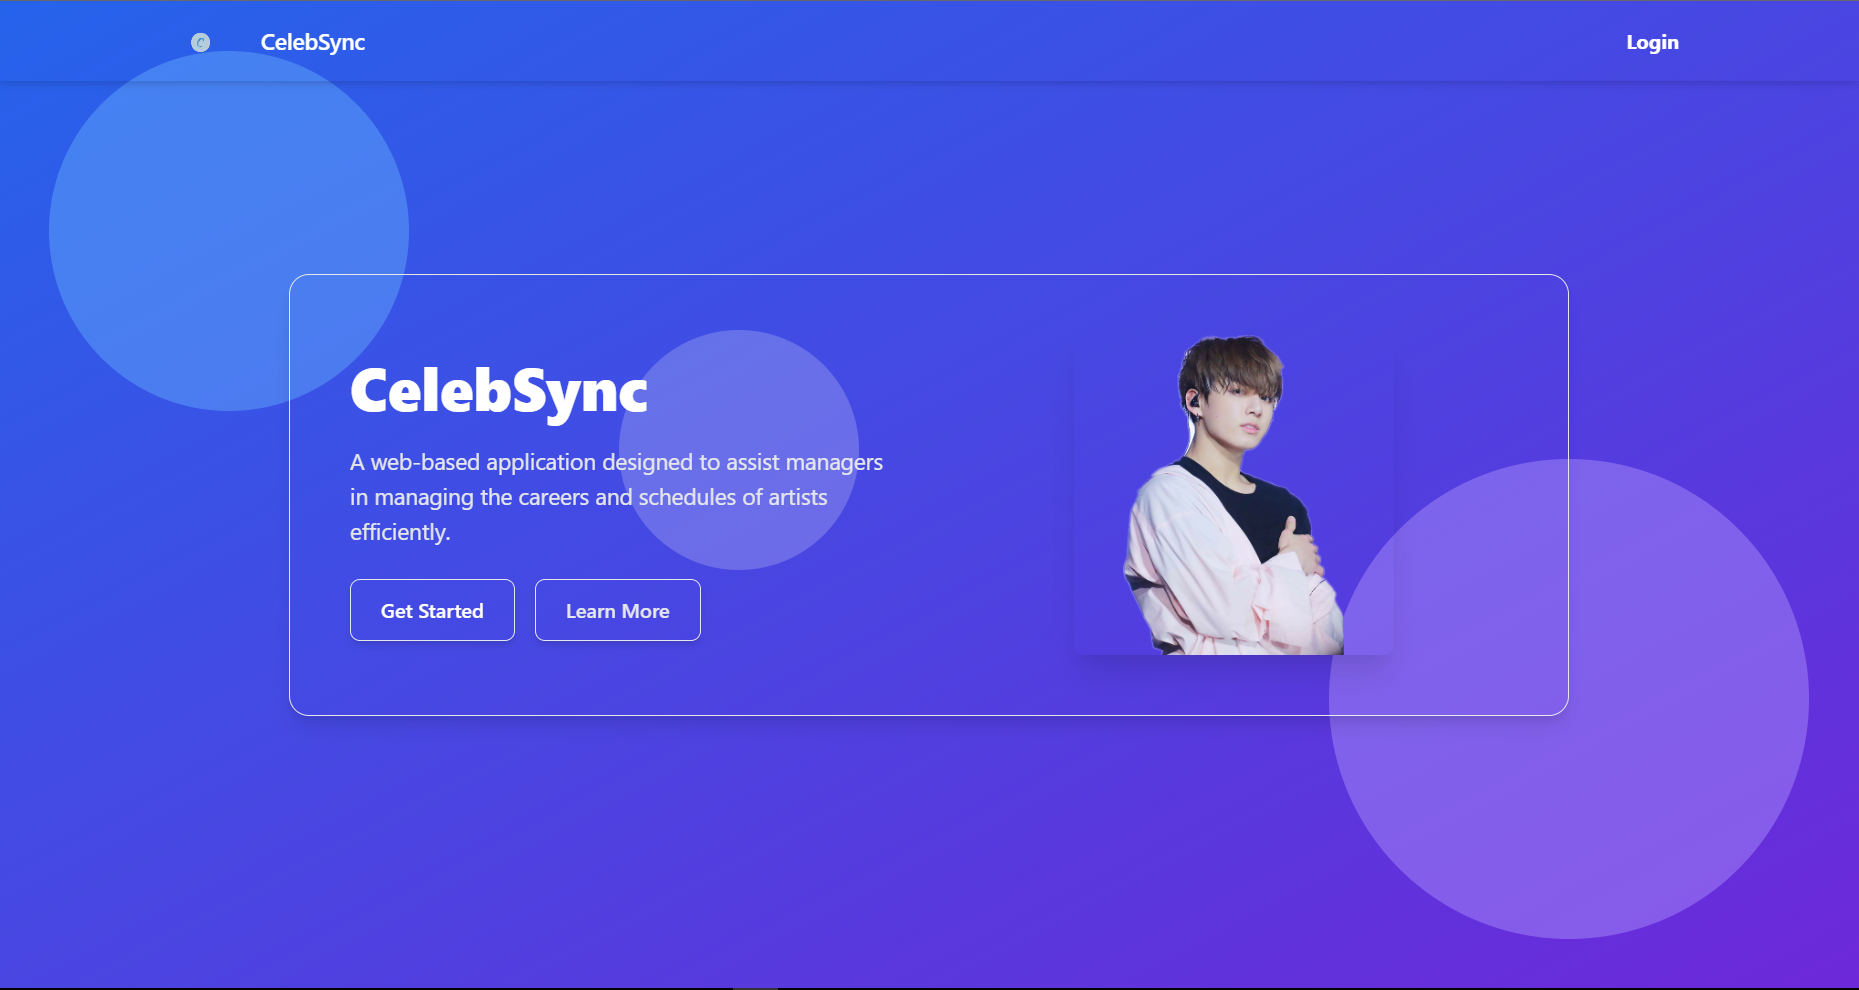 CelebSync
Login
CelebSync
A web-based application designed to assist managers
in managing the careers and schedules of artists
efficiently.
Get Started
Learn More